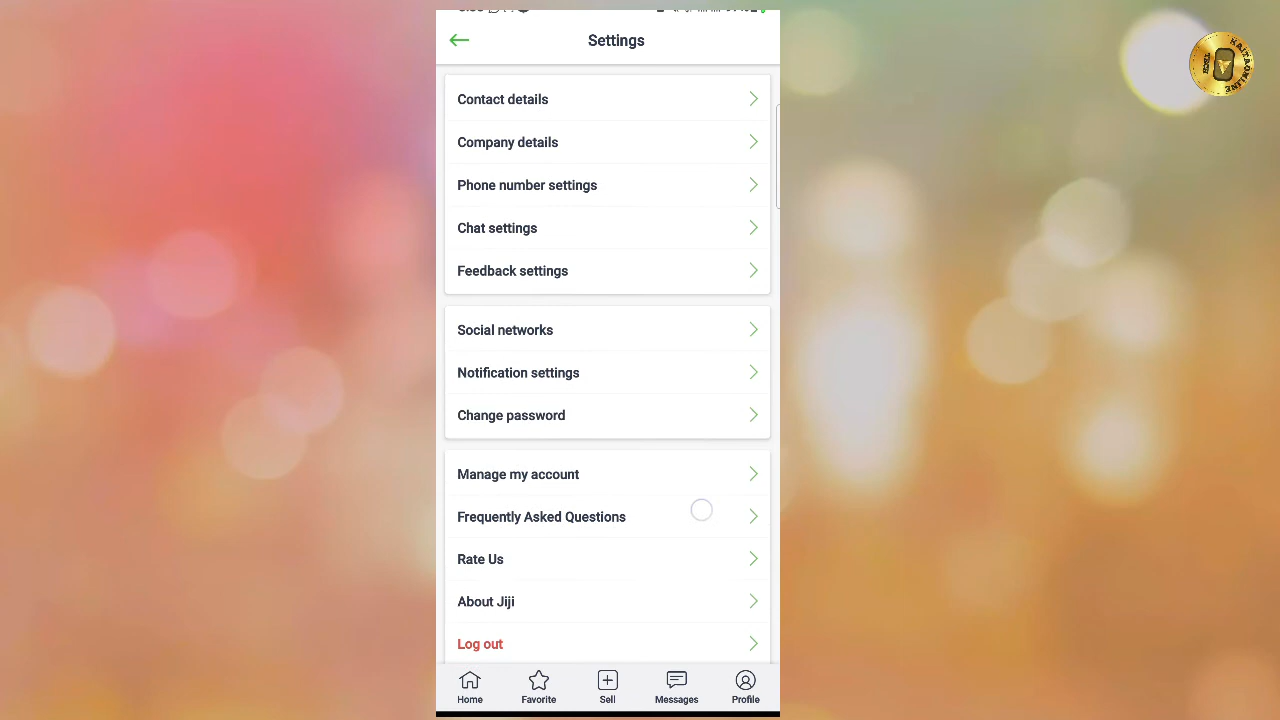 Settings
Contact details
Company details
Phone number settings
Chat settings
Feedback settings
Social networks
Notification settings
Change password
Manage my account
Frequently Asked Questions
Rate Us
About Jiji
Log out
Home
Favorite
Sell
Messages
Profile